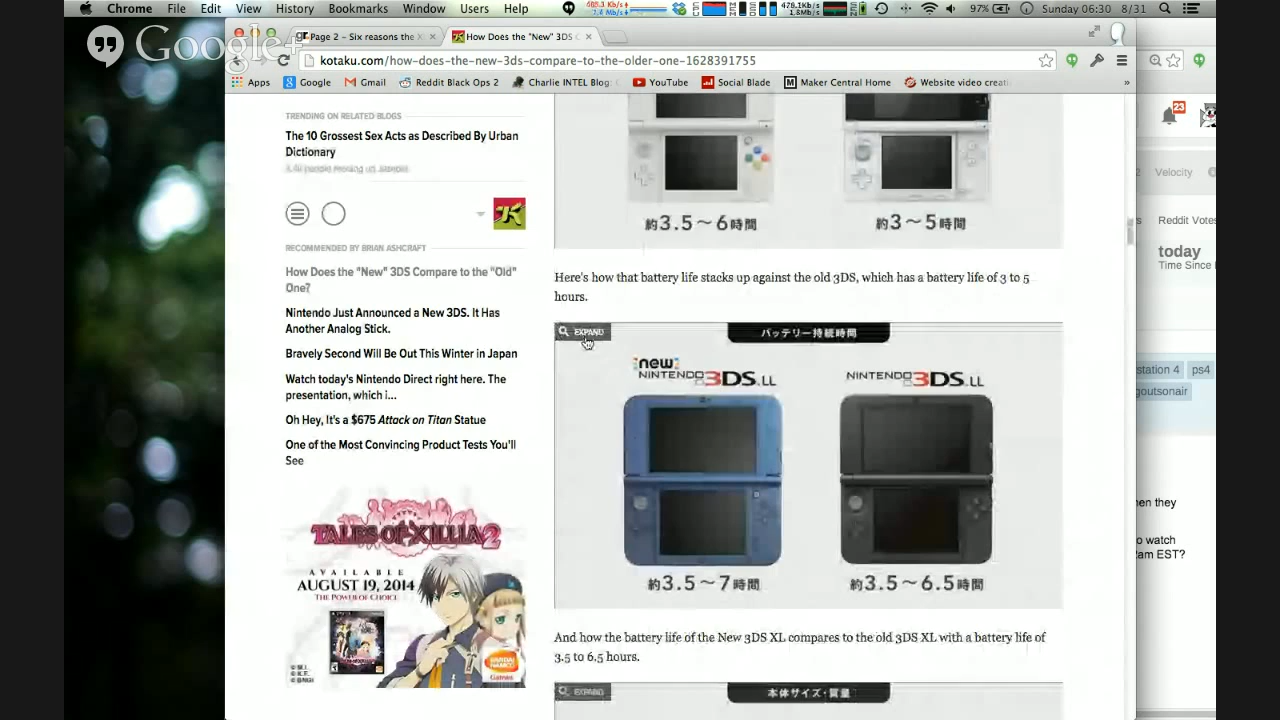 Google+
Chrome File Edit View History Bookmarks Window Users Help
97% Sunday 06:30 8/31
Page 2 – Six reasons the X
How Does the "New" 3DS C
kotaku.com/how-does-the-new-3ds-compare-to-the-older-one-1628391755
Apps Google Gmail Reddit Black Ops 2 Charlie INTEL Blog: YouTube Social Blade Maker Central Home Website video creati »
TRENDING ON RELATED BLOGS
The 10 Grossest Sex Acts as Described By Urban
Dictionary
RECOMMENDED BY BRIAN ASHCRAFT
How Does the "New" 3DS Compare to the "Old"
One?
Nintendo Just Announced a New 3DS. It Has
Another Analog Stick.
Bravely Second Will Be Out This Winter in Japan
Watch today's Nintendo Direct right here. The
presentation, which i...
Oh Hey, It's a $675 Attack on Titan Statue
One of the Most Convincing Product Tests You'll
See
TALES OF XILLIA 2
AVAILABLE
AUGUST 19, 2014
THE POWER OF CHOICE
BANDAI
NAMCO
Games
約3.5～6時間
約3～5時間
Here's how that battery life stacks up against the old 3DS, which has a battery life of 3 to 5
hours.
EXPAND
バッテリー持続時間
new
NINTENDO 3DS LL
NINTENDO 3DS LL
約3.5～7時間
約3.5～6.5時間
And how the battery life of the New 3DS XL compares to the old 3DS XL with a battery life of
3.5 to 6.5 hours.
EXPAND
本体サイズ・質量
23
Velocity
Reddit Votes
today
Time Since
station 4 ps4
goutsonair
en they
o watch
am EST?